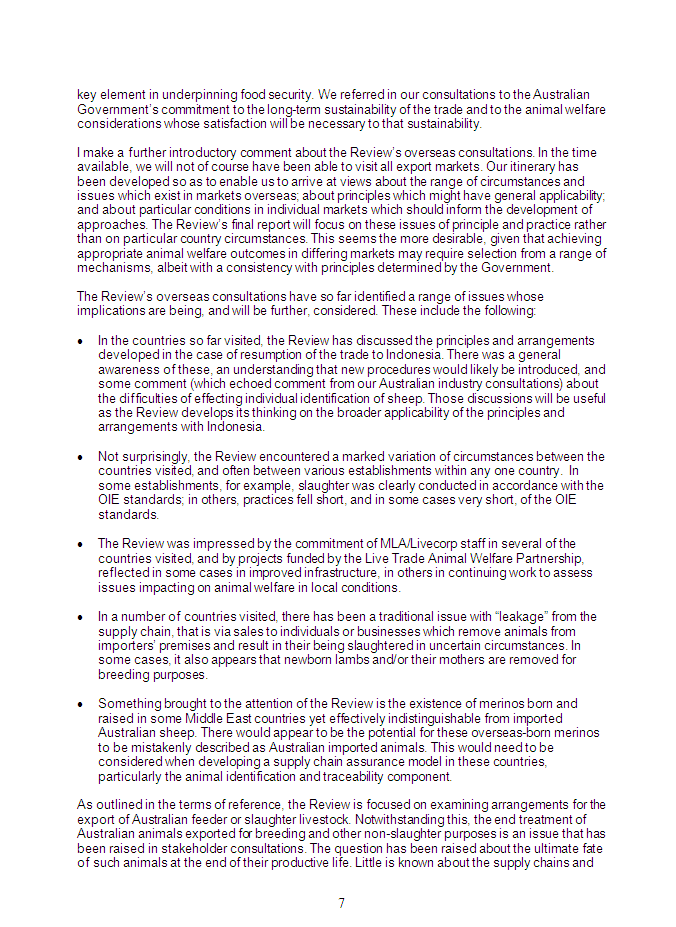 key element in underpinning food security. We referred in our consultations to the Australian
Government's commitment to the long-term sustainability of the trade and to the animal welfare
considerations whose satisfaction will be necessary to that sustainability.
I make a further introductory comment about the Review's overseas consultations. In the time
available, we will not of course have been able to visit all export markets. Our itinerary has
been developed so as to enable us to arrive at views about the range of circumstances and
issues which exist in markets overseas; about principles which might have general applicability;
and about particular conditions in individual markets which should inform the development of
approaches. The Review's final report will focus on these issues of principle and practice rather
than on particular country circumstances. This seems the more desirable, given that achieving
appropriate animal welfare outcomes in differing markets may require selection from a range of
mechanisms, albeit with a consistency with principles determined by the Government.
The Review's overseas consultations have so far identified a range of issues whose
implications are being, and will be further, considered. These include the following:
• In the countries so far visited, the Review has discussed the principles and arrangements
developed in the case of resumption of the trade to Indonesia. There was a general
awareness of these, an understanding that new procedures would likely be introduced, and
some comment (which echoed comment from our Australian industry consultations) about
the difficulties of effecting individual identification of sheep. Those discussions will be useful
as the Review develops its thinking on the broader applicability of the principles and
arrangements with Indonesia.
• Not surprisingly, the Review encountered a marked variation of circumstances between the
countries visited, and often between various establishments within any one country. In
some establishments, for example, slaughter was clearly conducted in accordance with the
OIE standards; in others, practices fell short, and in some cases very short, of the OIE
standards.
• The Review was impressed by the commitment of MLA/Livecorp staff in several of the
countries visited, and by projects funded by the Live Trade Animal Welfare Partnership,
reflected in some cases in improved infrastructure, in others in continuing work to assess
issues impacting on animal welfare in local conditions.
• In a number of countries visited, there has been a traditional issue with “leakage” from the
supply chain, that is via sales to individuals or businesses which remove animals from
importers' premises and result in their being slaughtered in uncertain circumstances. In
some cases, it also appears that newborn lambs and/or their mothers are removed for
breeding purposes.
• Something brought to the attention of the Review is the existence of merinos born and
raised in some Middle East countries yet effectively indistinguishable from imported
Australian sheep. There would appear to be the potential for these overseas-born merinos
to be mistakenly described as Australian imported animals. This would need to be
considered when developing a supply chain assurance model in these countries,
particularly the animal identification and traceability component.
As outlined in the terms of reference, the Review is focused on examining arrangements for the
export of Australian feeder or slaughter livestock. Notwithstanding this, the end treatment of
Australian animals exported for breeding and other non-slaughter purposes is an issue that has
been raised in stakeholder consultations. The question has been raised about the ultimate fate
of such animals at the end of their productive life. Little is known about the supply chains and
7